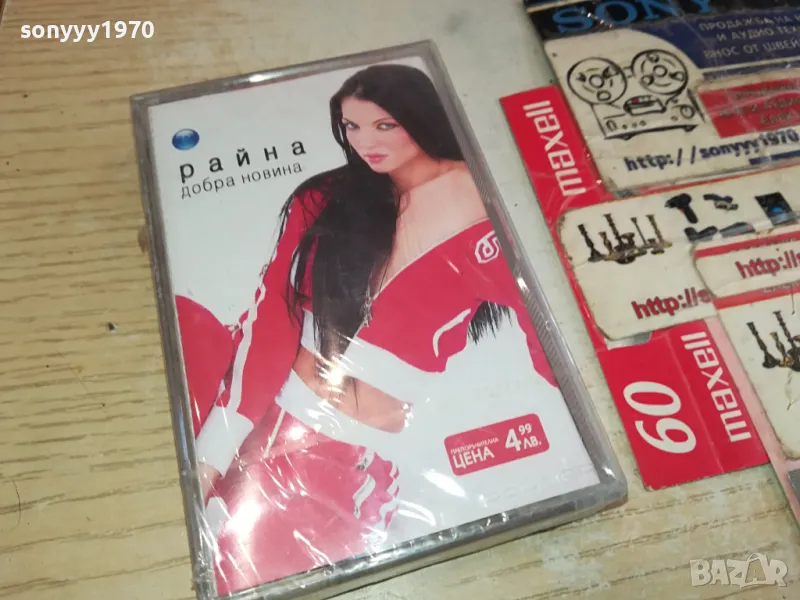 sonyyy1970
райна
добра новина
ПРЕПОРЪЧИТЕЛНА
ЦЕНА 4 99 ЛВ.
SONY
ПРОДАЖБА НА
И АУДИО ТЕ
ВНОС ОТ ШВЕЙ
maxell
http://sonyyy1970
http://s
http://
maxell
60
BAZAR